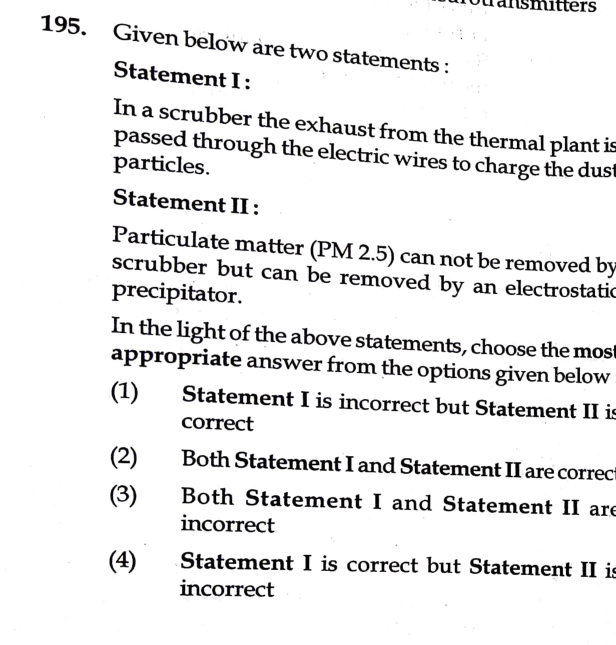 195. Given below are two statements :
Statement I :
In a scrubber the exhaust from the thermal plant is
passed through the electric wires to charge the dust
particles.
Statement II :
Particulate matter (PM 2.5) can not be removed by
scrubber but can be removed by an electrostatic
precipitator.
In the light of the above statements, choose the most
appropriate answer from the options given below
(1) Statement I is incorrect but Statement II is
correct
(2) Both Statement I and Statement II are correct
(3) Both Statement I and Statement II are
incorrect
(4) Statement I is correct but Statement II is
incorrect